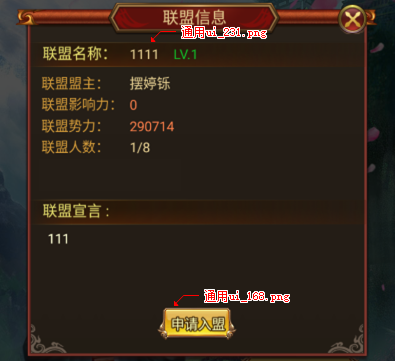 联盟信息
通用ui_231.png
联盟名称： 1111 LV.1
联盟盟主： 摆婷铄
联盟影响力： 0
联盟势力： 290714
联盟人数： 1/8
联盟宣言：
111
通用ui_163.png
申请入盟